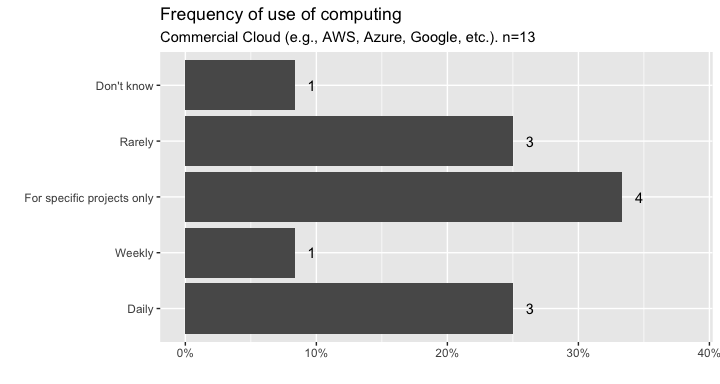 Frequency of use of computing
Commercial Cloud (e.g., AWS, Azure, Google, etc.). n=13
Don't know 1
Rarely 3
For specific projects only 4
Weekly 1
Daily 3
0% 10% 20% 30% 40%